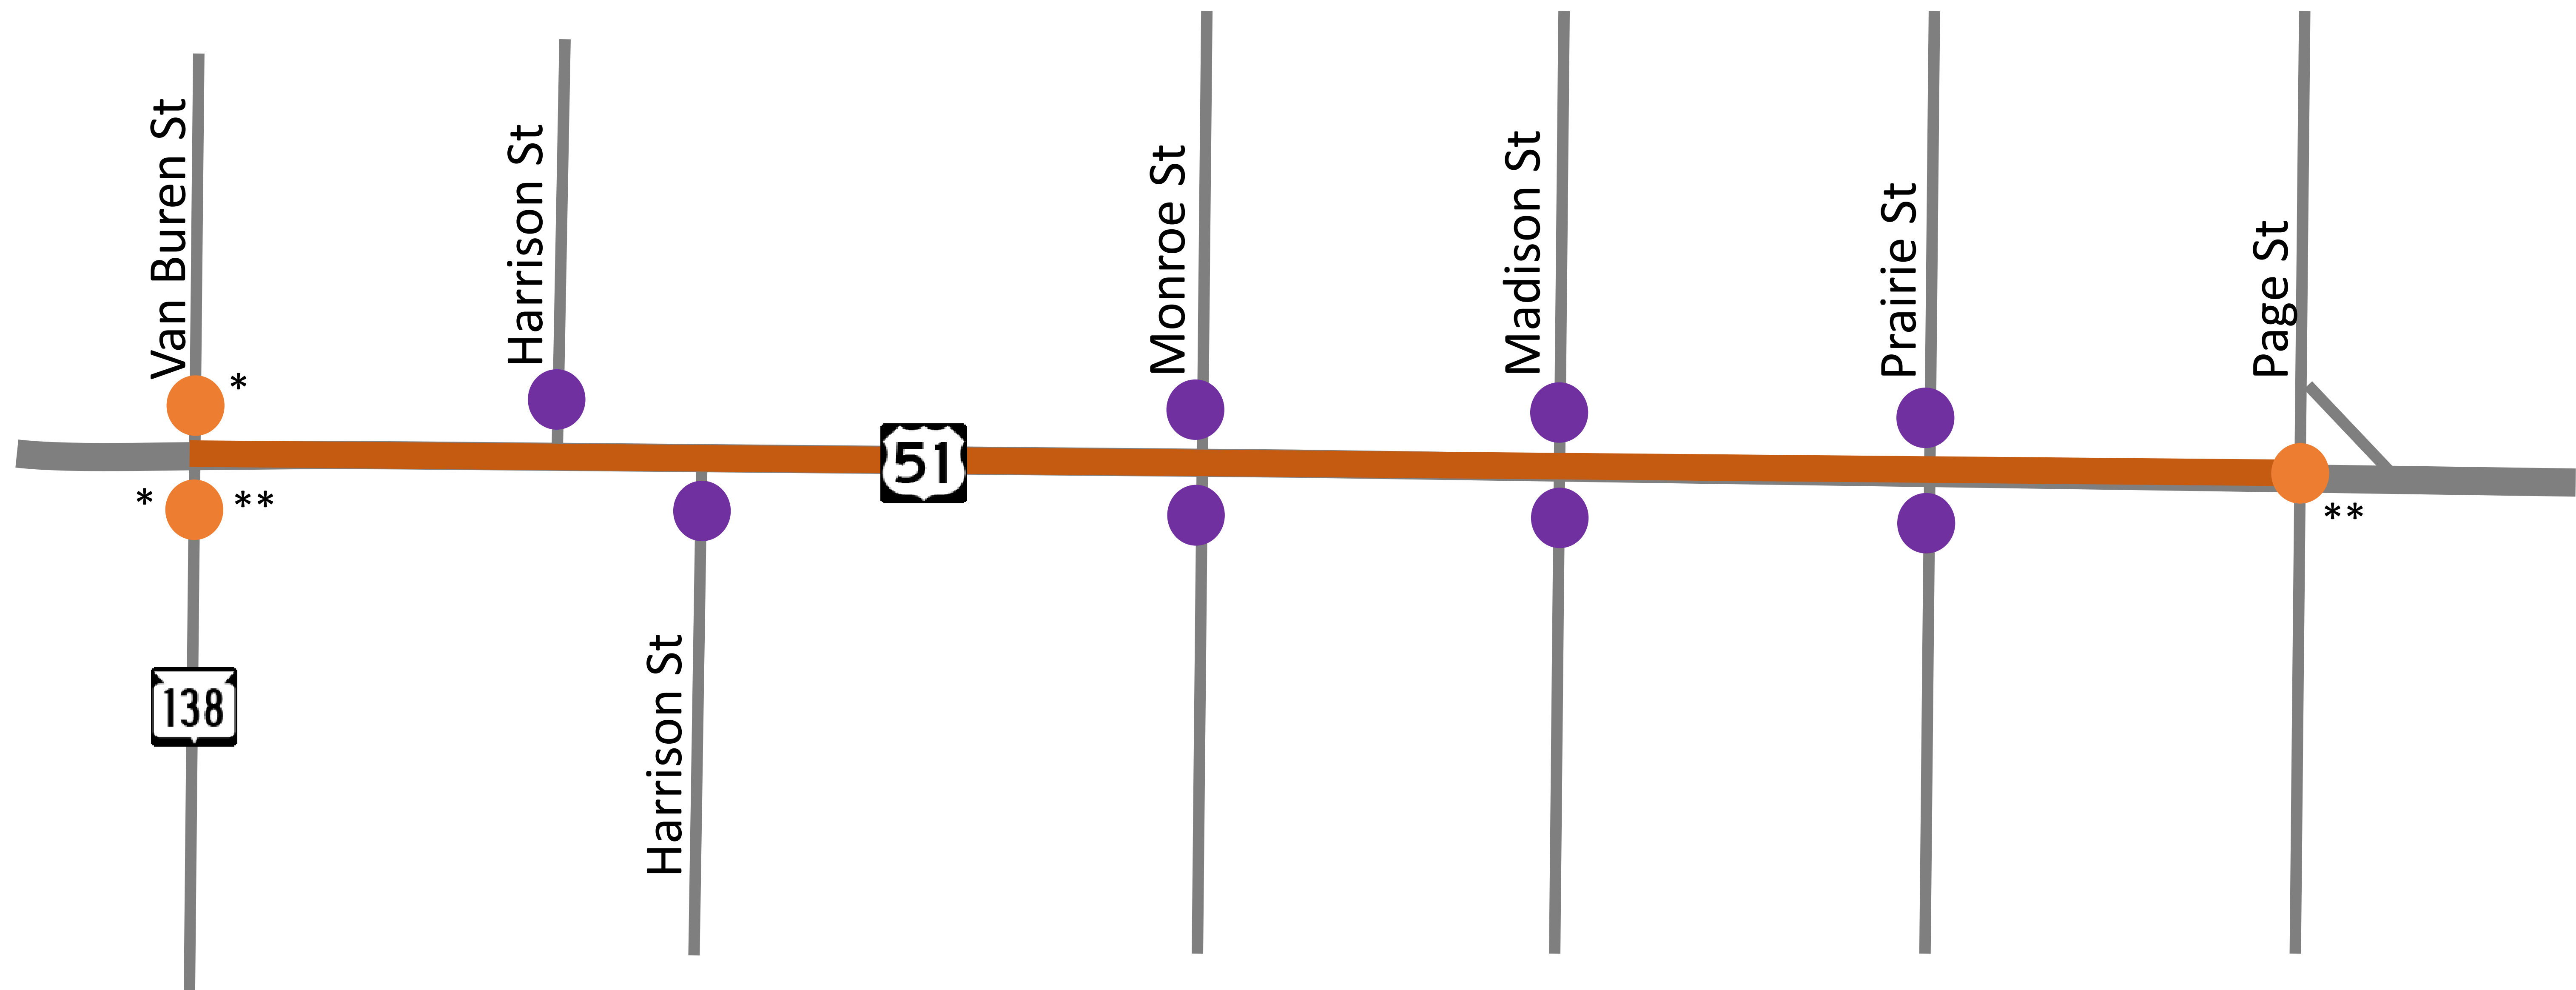 Van Buren St
Harrison St
Monroe St
Madison St
Prairie St
Page St
*
51
*
**
**
138
Harrison St